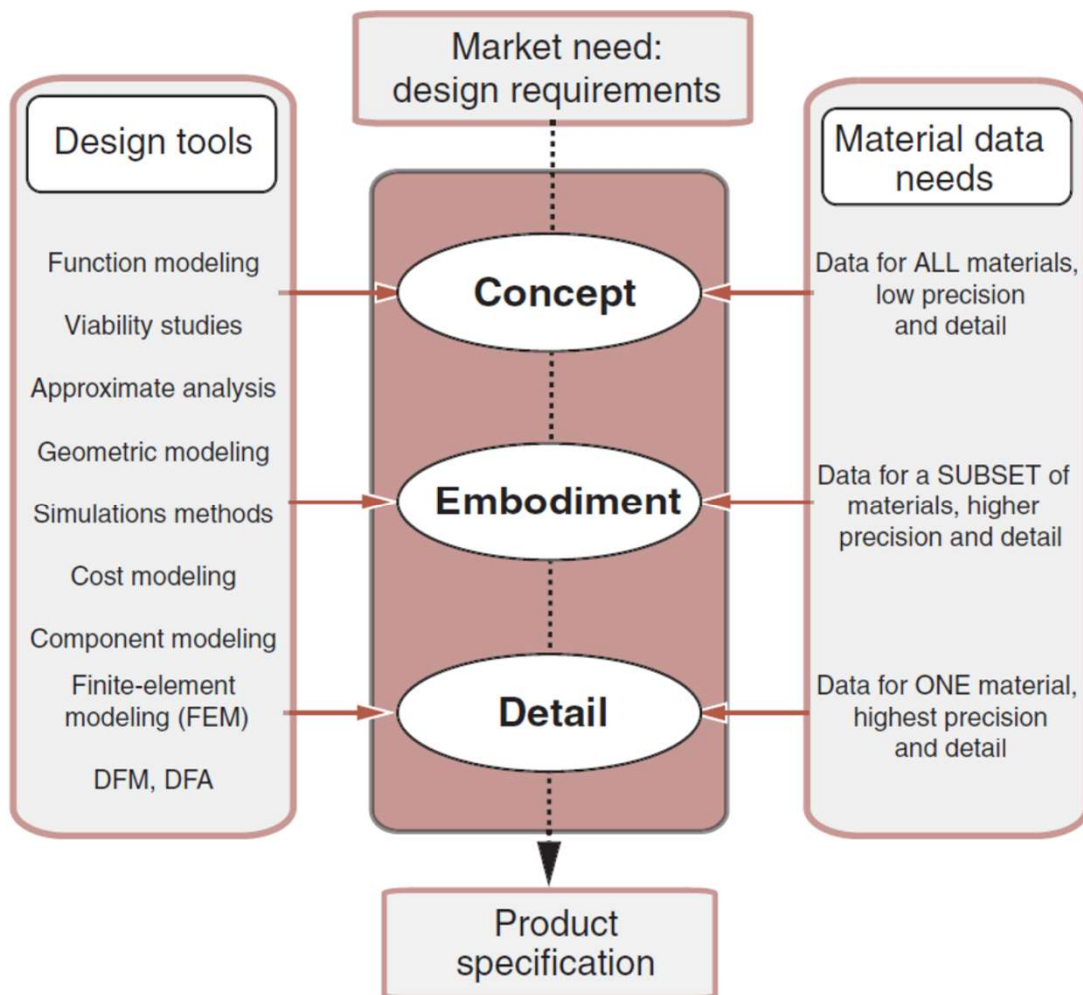 Market need:
design requirements
Design tools
Function modeling
Viability studies
Approximate analysis
Geometric modeling
Simulations methods
Cost modeling
Component modeling
Finite-element
modeling (FEM)
DFM, DFA
Concept
Embodiment
Detail
Material data
needs
Data for ALL materials,
low precision
and detail
Data for a SUBSET of
materials, higher
precision and detail
Data for ONE material,
highest precision
and detail
Product
specification